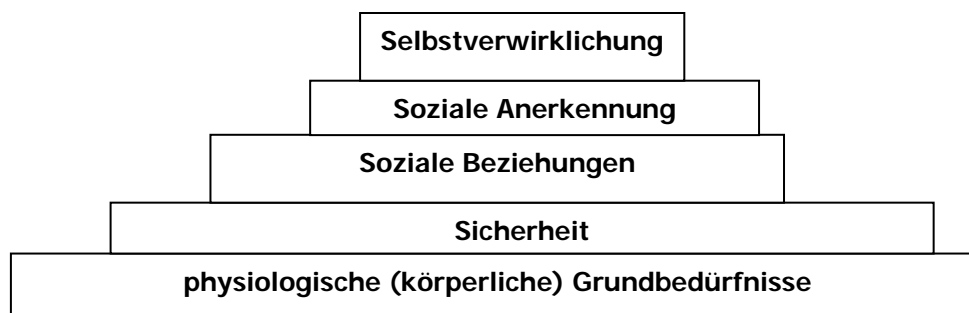 Selbstverwirklichung
Soziale Anerkennung
Soziale Beziehungen
Sicherheit
physiologische (körperliche) Grundbedürfnisse